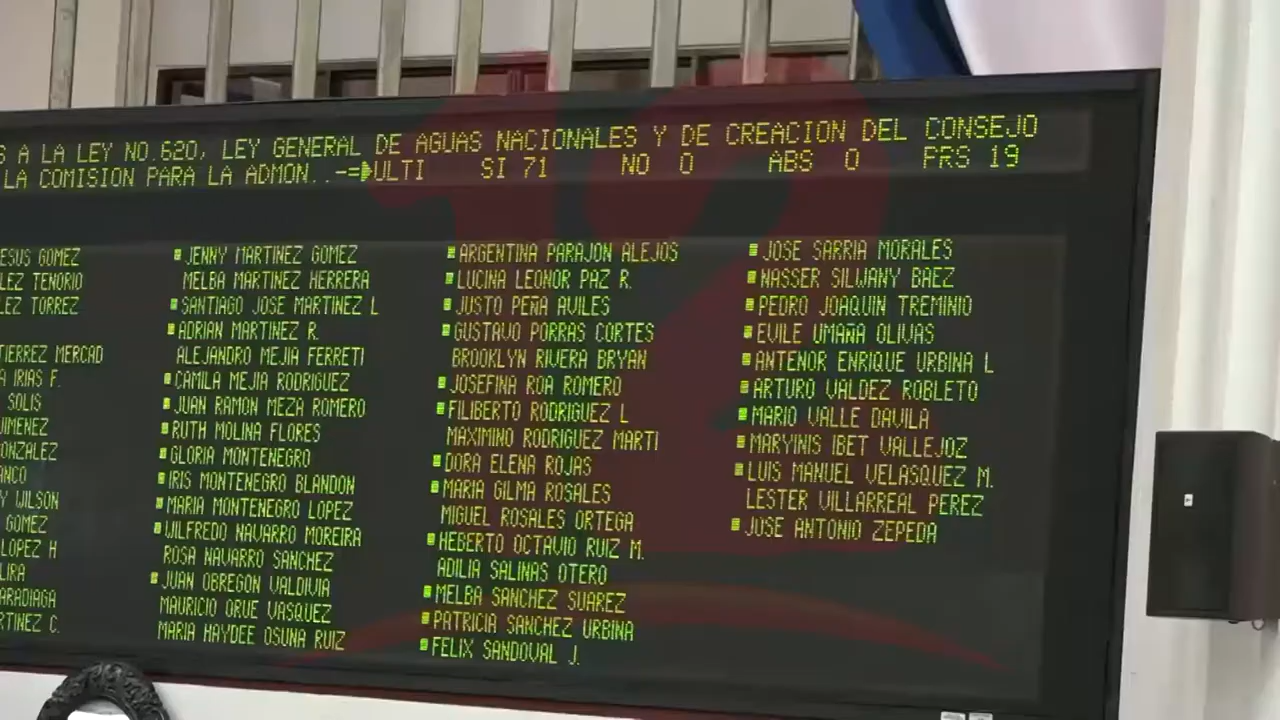 S A LA LEY NO.620, LEY GENERAL DE AGUAS NACIONALES Y DE CREACION DEL CONSEJO
LA COMISION PARA LA ADMON..-=▶ULTI SI 71 NO 0 ABS 0 PRS 19
ESUS GOMEZ
LEZ TENORIO
LEZ TORREZ
TIERREZ MERCAD
A IRIAS F.
SOLIS
UIMENEZ
ONZALEZ
ANCO
Y WILSON
GOMEZ
LOPEZ H
LIRA
ARADIAGA
RTINEZ C.
JENNY MARTINEZ GOMEZ
MELBA MARTINEZ HERRERA
SANTIAGO JOSE MARTINEZ L
ADRIAN MARTINEZ R.
ALEJANDRO MEJIA FERRETI
CAMILA MEJIA RODRIGUEZ
JUAN RAMON MEZA ROMERO
RUTH MOLINA FLORES
GLORIA MONTENEGRO
IRIS MONTENEGRO BLANDON
MARIA MONTENEGRO LOPEZ
WILFREDO NAVARRO MOREIRA
ROSA NAVARRO SANCHEZ
JUAN OBREGON VALDIVIA
MAURICIO ORUE VASQUEZ
MARIA HAYDEE OSUNA RUIZ
ARGENTINA PARAJON ALEJOS
LUCINA LEONOR PAZ R.
JUSTO PEÑA AVILES
GUSTAVO PORRAS CORTES
BROOKLYN RIVERA BRYAN
JOSEFINA ROA ROMERO
FILIBERTO RODRIGUEZ L
MAXIMINO RODRIGUEZ MARTI
DORA ELENA ROJAS
MARIA GILMA ROSALES
MIGUEL ROSALES ORTEGA
HEBERTO OCTAVIO RUIZ M.
ADILIA SALINAS OTERO
MELBA SANCHEZ SUAREZ
PATRICIA SANCHEZ URBINA
FELIX SANDOVAL J.
JOSE SARRIA MORALES
NASSER SILWANY BAEZ
PEDRO JOAQUIN TREMINIO
EVILE UMAÑA OLIVAS
ANTENOR ENRIQUE URBINA L
ARTURO VALDEZ ROBLETO
MARIO VALLE DAVILA
MARYINIS IBET VALLEJOZ
LUIS MANUEL VELASQUEZ M.
LESTER VILLARREAL PEREZ
JOSE ANTONIO ZEPEDA
12